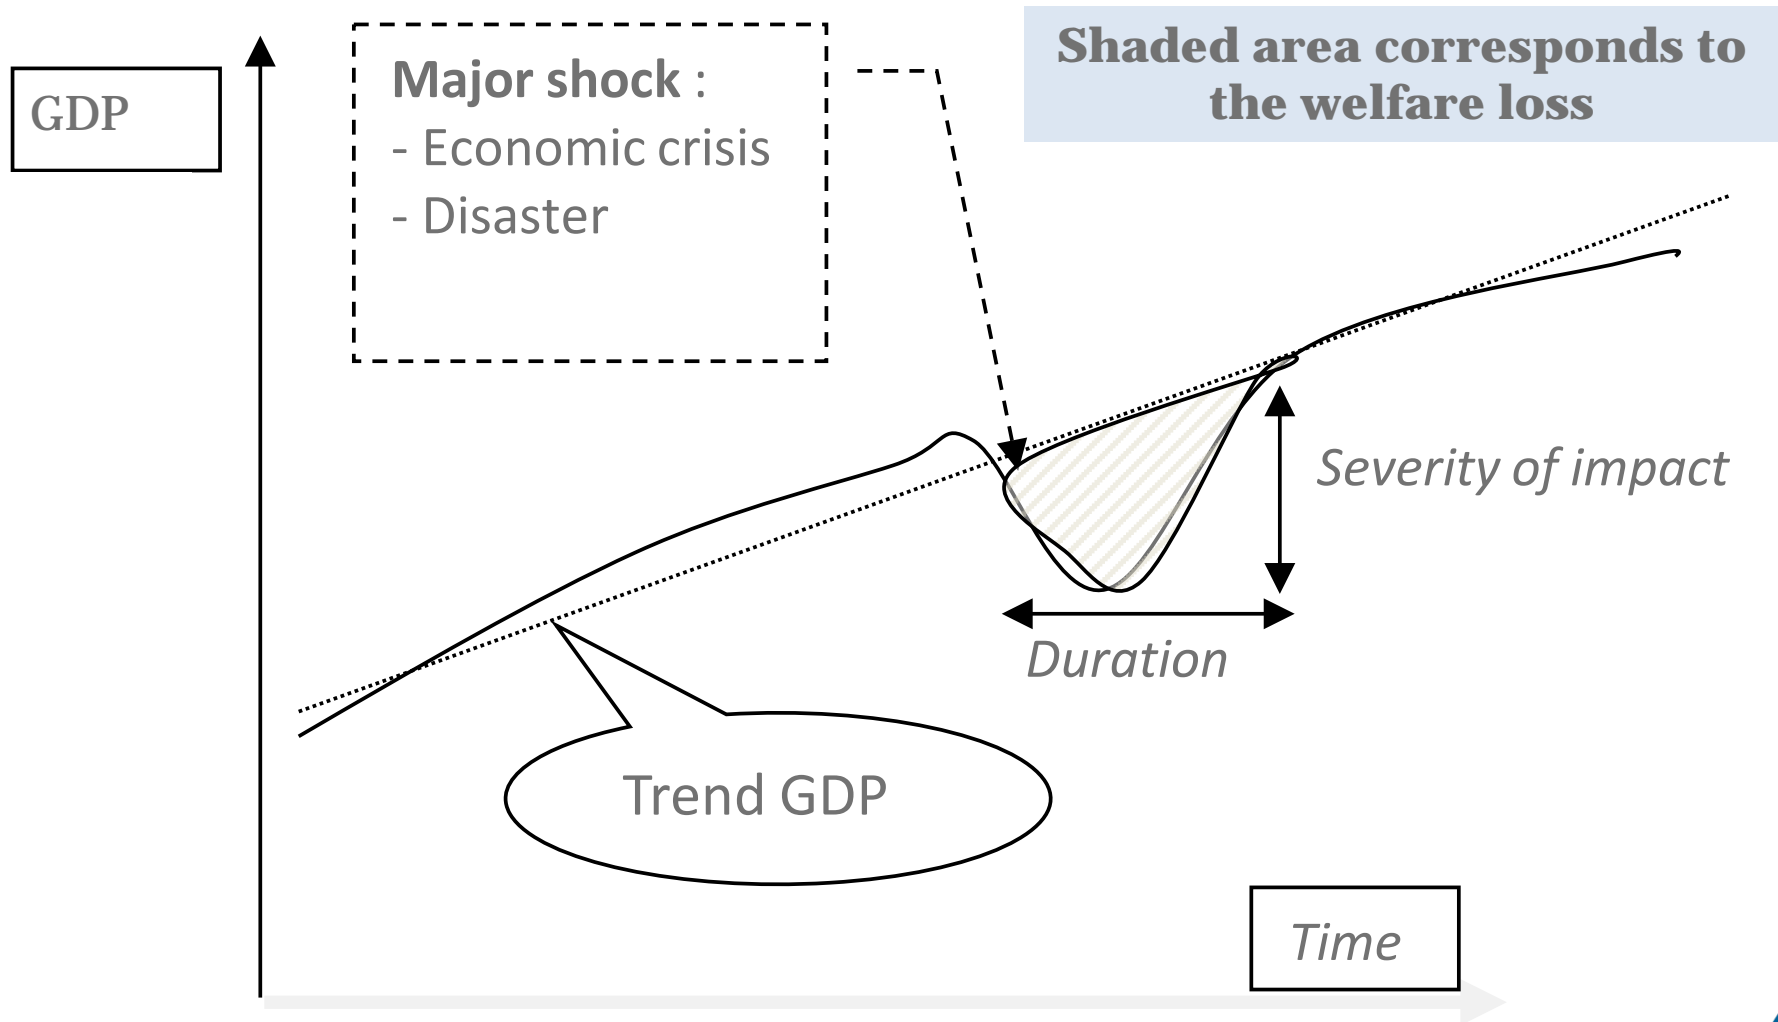 GDP
Major shock :
- Economic crisis
- Disaster
Shaded area corresponds to
the welfare loss
Severity of impact
Duration
Trend GDP
Time